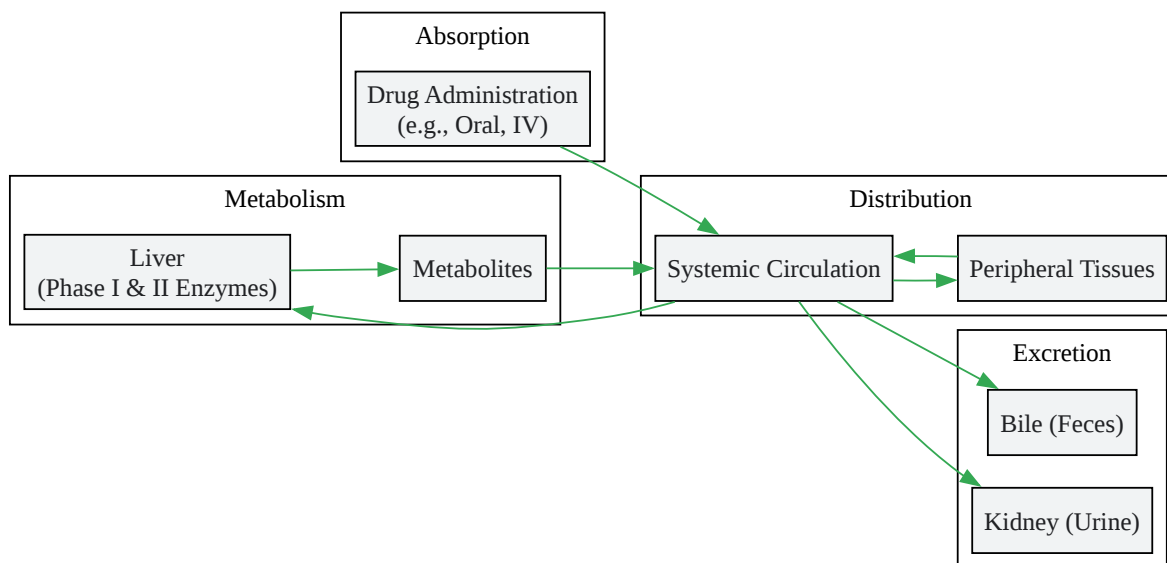 Absorption
Drug Administration
(e.g., Oral, IV)
Metabolism
Liver
(Phase I & II Enzymes)
Metabolites
Distribution
Systemic Circulation
Peripheral Tissues
Excretion
Bile (Feces)
Kidney (Urine)